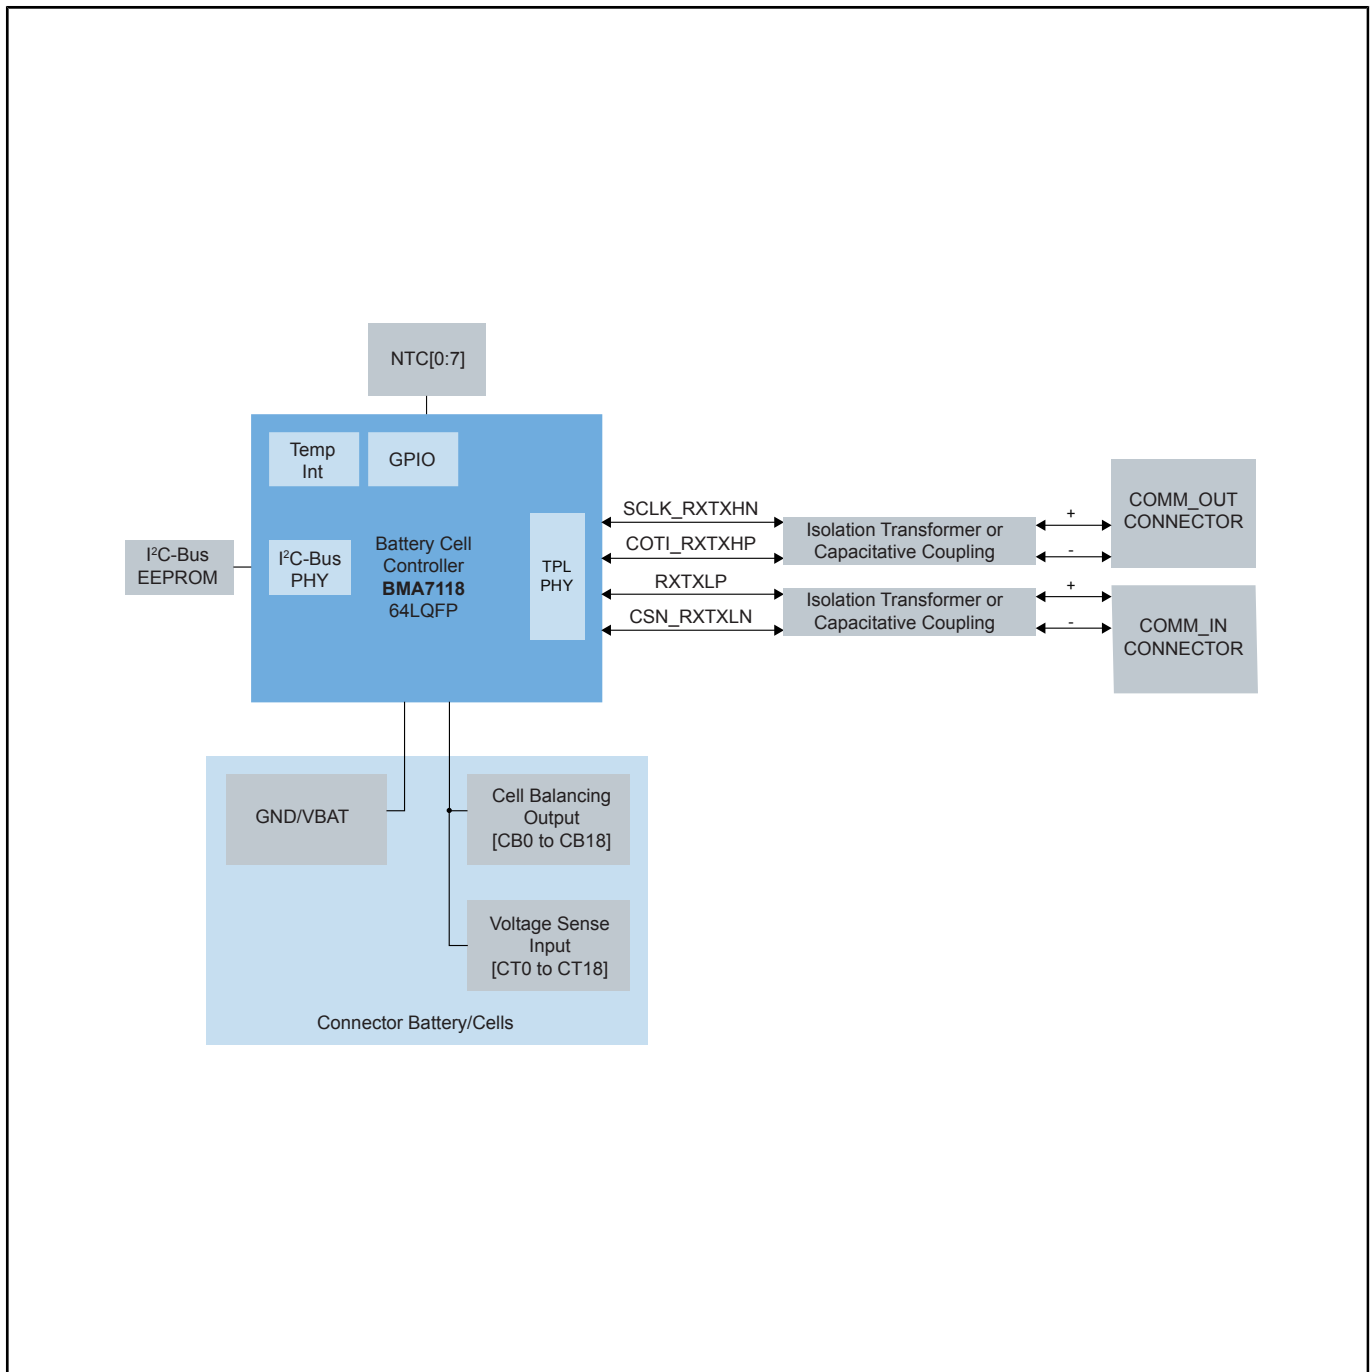 NTC[0:7]
Temp
Int
GPIO
I²C-Bus
EEPROM
I²C-Bus
PHY
Battery Cell
Controller
BMA7118
64LQFP
TPL
PHY
SCLK_RXTXHN
COTI_RXTXHP
RXTXLP
CSN_RXTXLN
Isolation Transformer or
Capacitative Coupling
Isolation Transformer or
Capacitative Coupling
+
-
+
-
COMM_OUT
CONNECTOR
COMM_IN
CONNECTOR
GND/VBAT
Cell Balancing
Output
[CB0 to CB18]
Voltage Sense
Input
[CT0 to CT18]
Connector Battery/Cells